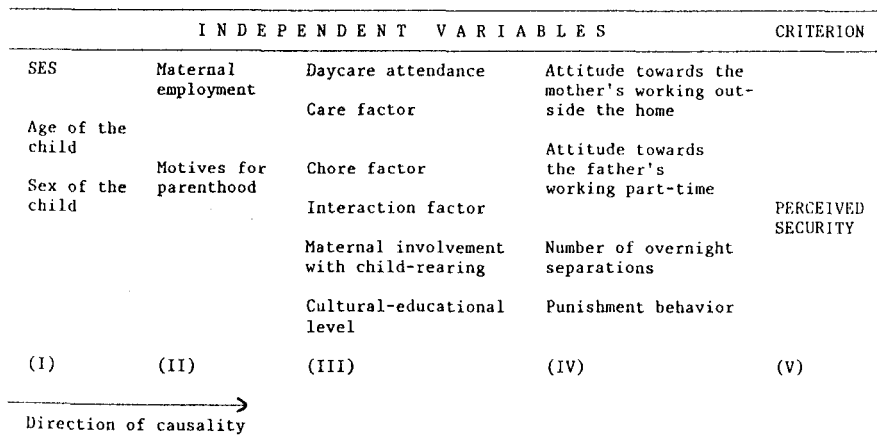 I N D E P E N D E N T V A R I A B L E S CRITERION
SES
Age of the
child
Sex of the
child
(I)
Maternal
employment
Motives for
parenthood
(II)
Daycare attendance
Care factor
Chore factor
Interaction factor
Maternal involvement
with child-rearing
Cultural-educational
level
(III)
Attitude towards the
mother's working out-
side the home
Attitude towards
the father's
working part-time
Number of overnight
separations
Punishment behavior
(IV)
PERCEIVED
SECURITY
(V)
Direction of causality